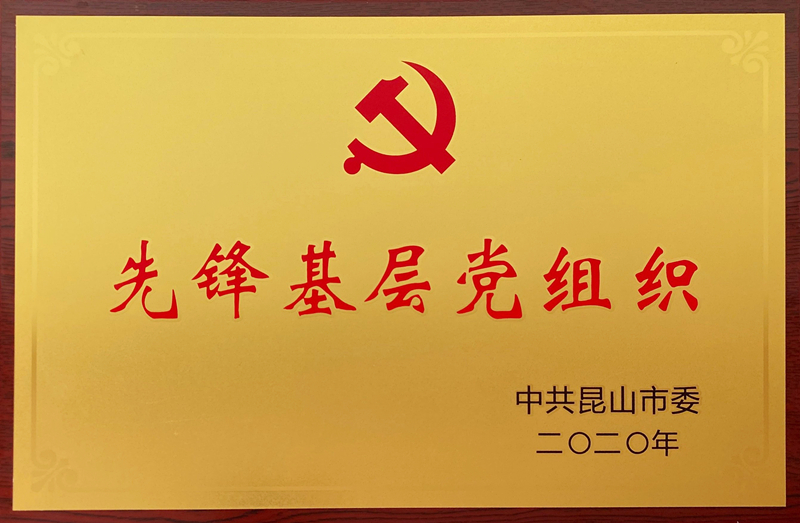 先锋基层党组织
中共昆山市委
二〇二〇年